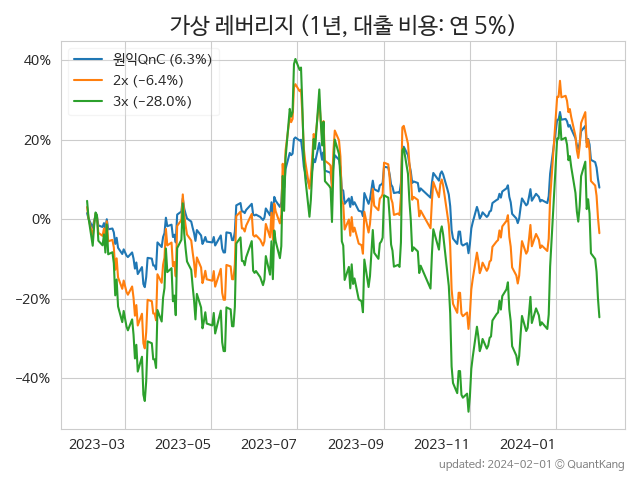 가상 레버리지 (1년, 대출 비용: 연 5%)
원익QnC (6.3%)
2x (−6.4%)
3x (−28.0%)
40%
20%
0%
−20%
−40%
2023-03
2023-05
2023-07
2023-09
2023-11
2024-01
updated: 2024-02-01 © QuantKang